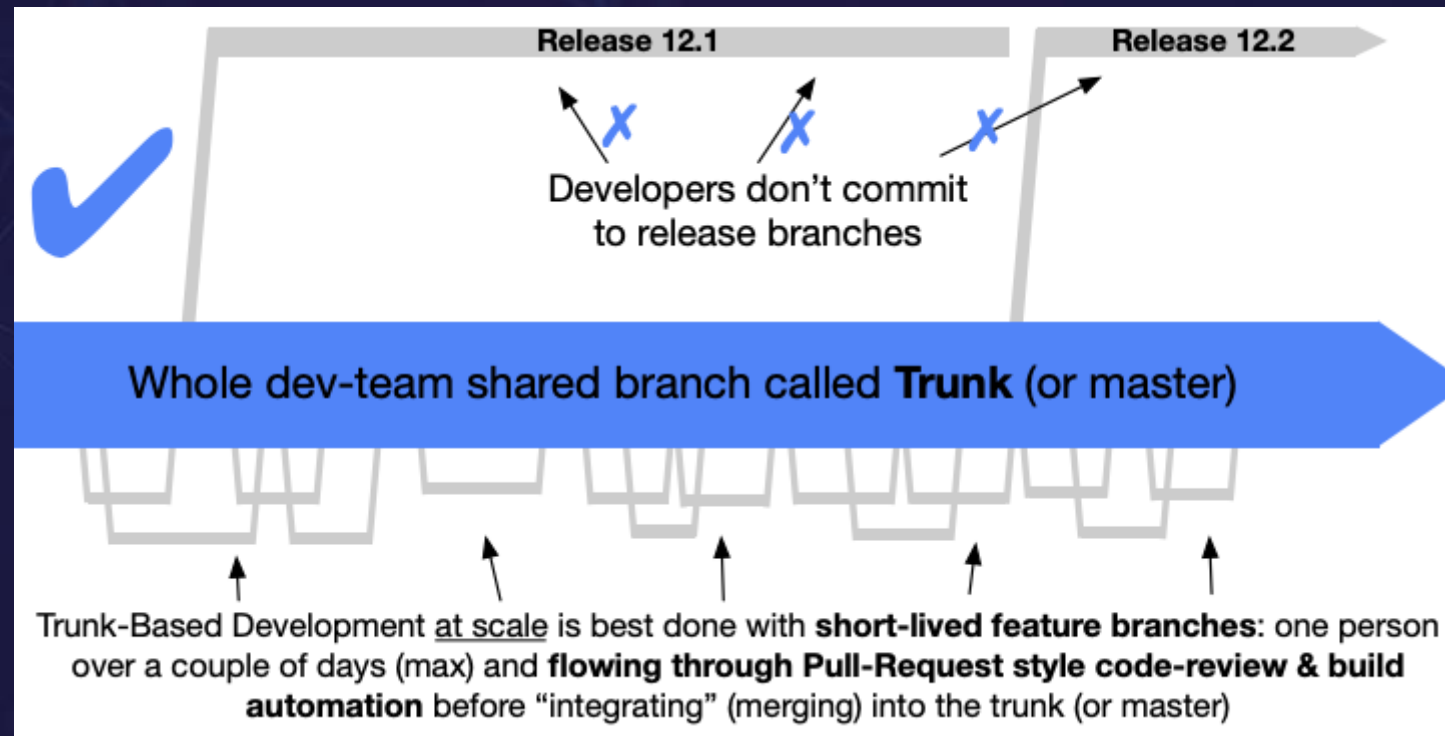 Release 12.1
Release 12.2
Developers don't commit
to release branches
Whole dev-team shared branch called Trunk (or master)
Trunk-Based Development at scale is best done with short-lived feature branches: one person
over a couple of days (max) and flowing through Pull-Request style code-review & build
automation before “integrating” (merging) into the trunk (or master)